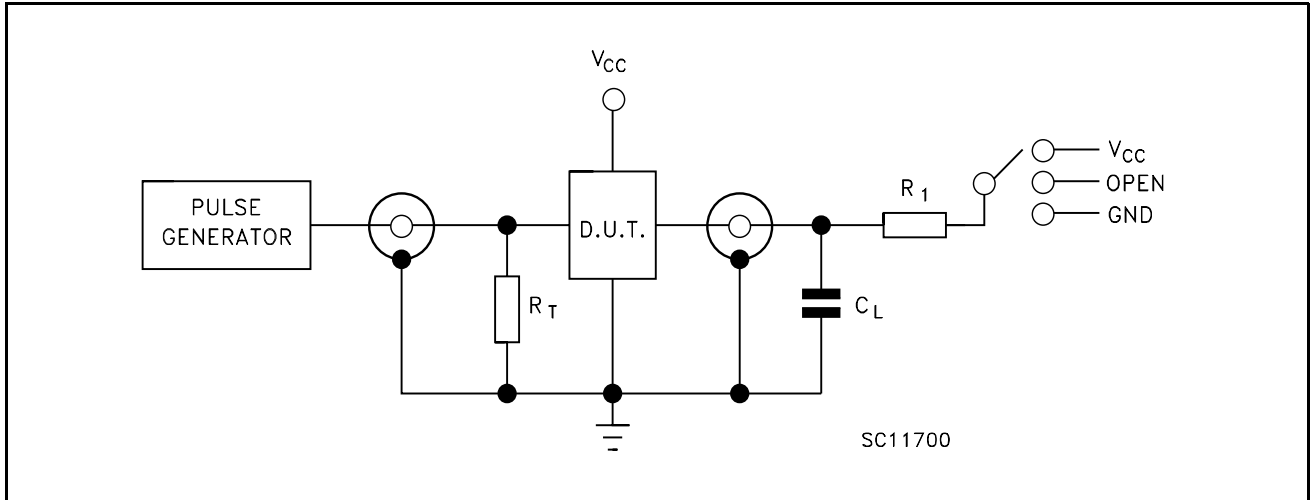 VCC
PULSE
GENERATOR
D.U.T.
RT
CL
R1
VCC
OPEN
GND
SC11700